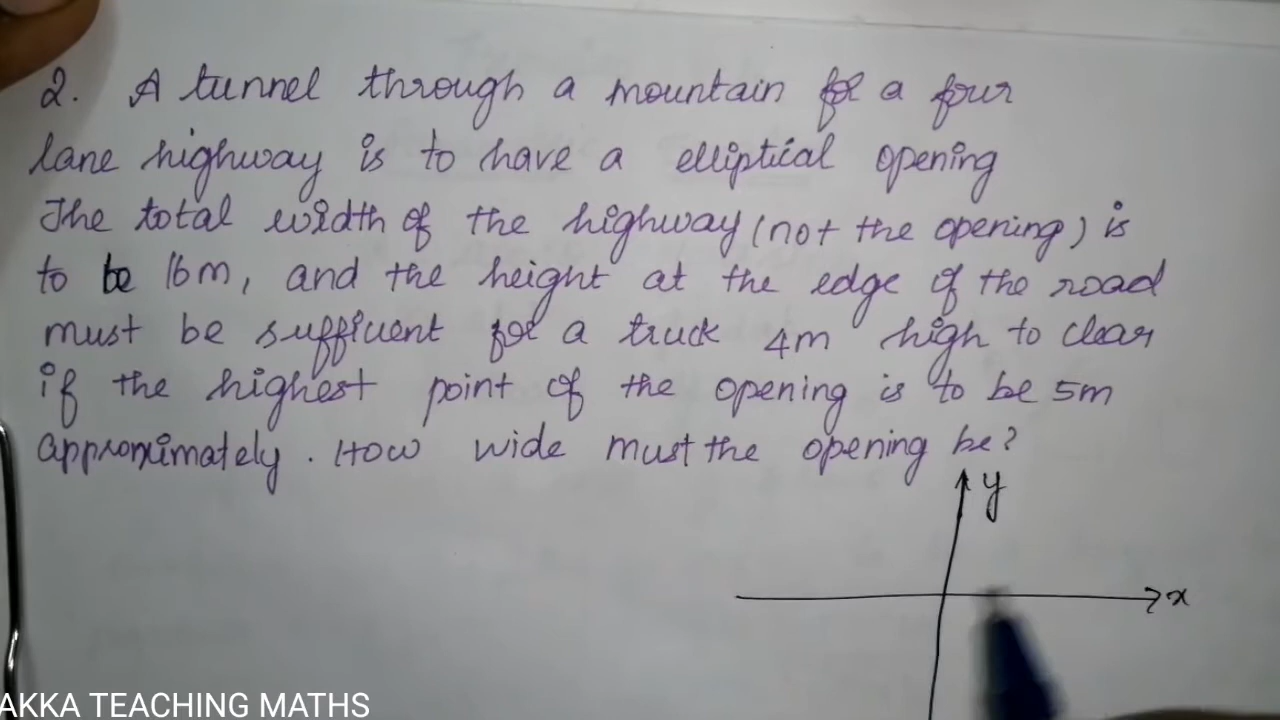 2. A tunnel through a mountain for a four
lane highway is to have a elliptical opening
The total width of the highway (not the opening) is
to be 16m, and the height at the edge of the road
must be sufficent for a truck 4m high to clear
if the highest point of the opening is to be 5m
approximately. How wide must the opening be?
y
x
AKKA TEACHING MATHS